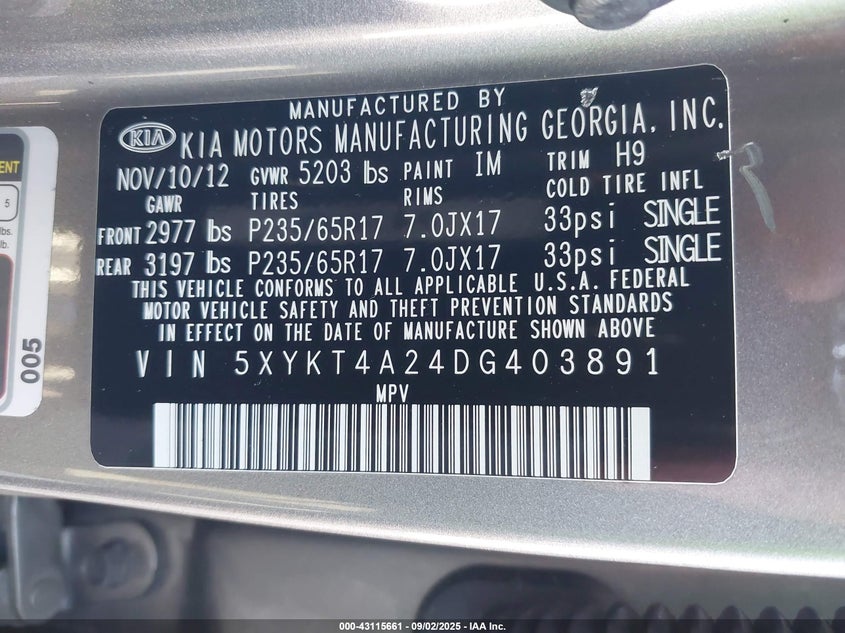 MANUFACTURED BY
KIA KIA MOTORS MANUFACTURING GEORGIA, INC.
NOV/10/12 GVWR 5203 lbs PAINT IM TRIM H9
GAWR TIRES RIMS COLD TIRE INFL
FRONT 2977 lbs P235/65R17 7.0JX17 33psi SINGLE
REAR 3197 lbs P235/65R17 7.0JX17 33psi SINGLE
THIS VEHICLE CONFORMS TO ALL APPLICABLE U.S.A. FEDERAL
MOTOR VEHICLE SAFETY AND THEFT PREVENTION STANDARDS
IN EFFECT ON THE DATE OF MANUFACTURE SHOWN ABOVE
VIN 5XYKT4A24DG403891
MPV
5
lbs.
lb.
005
000-43115661 - 09/02/2025 - IAA Inc.